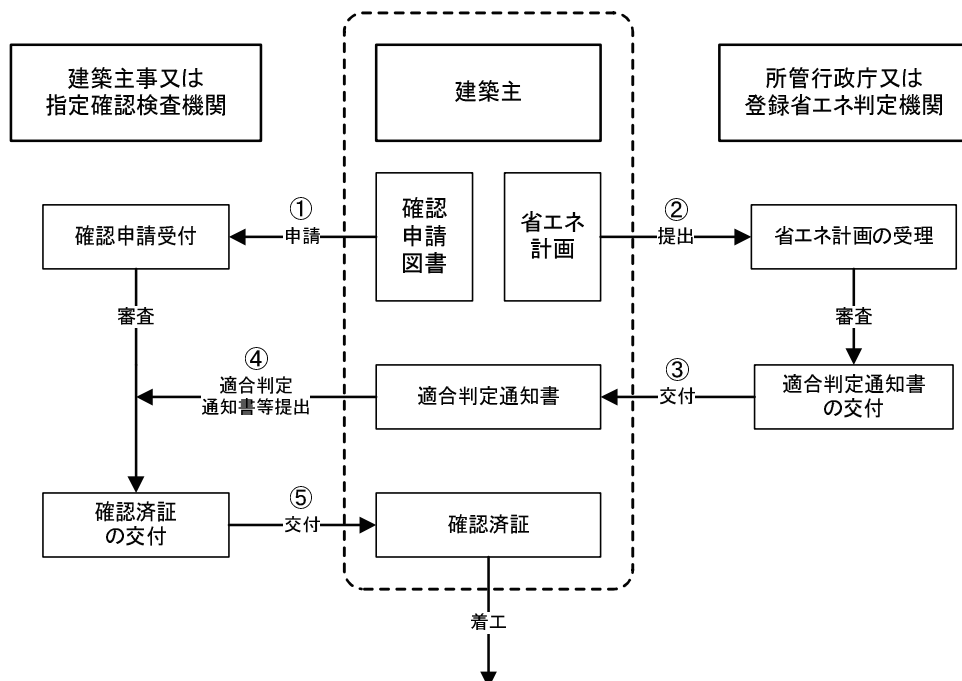 建築主事又は
指定確認検査機関
建築主
所管行政庁又は
登録省エネ判定機関
確認申請受付
①
申請
確認
申請
図書
省エネ
計画
②
提出
省エネ計画の受理
審査
審査
④
適合判定
通知書等提出
適合判定通知書
③
交付
適合判定通知書
の交付
確認済証
の交付
⑤
交付
確認済証
着工